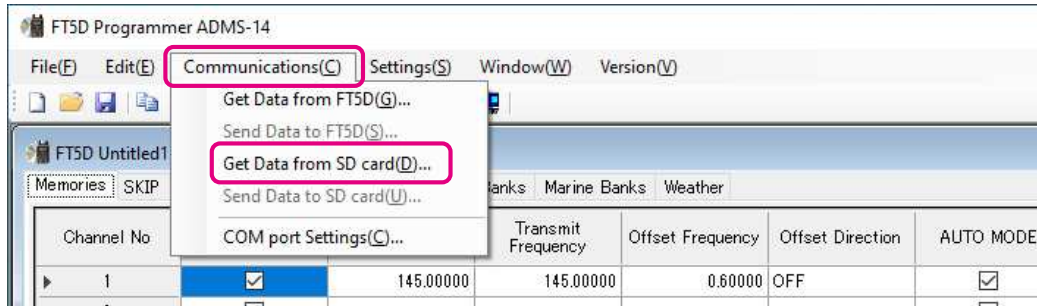 FT5D Programmer ADMS-14
File(F) Edit(E) Communications(C) Settings(S) Window(W) Version(V)
Get Data from FT5D(G)...
Send Data to FT5D(S)...
FT5D Untitled1
Get Data from SD card(D)...
Memories SKIP anks Marine Banks Weather
Send Data to SD card(U)...
Channel No
COM port Settings(C)...
Transmit Frequency
Offset Frequency
Offset Direction
AUTO MODE
1 145.00000 145.00000 0.60000 OFF